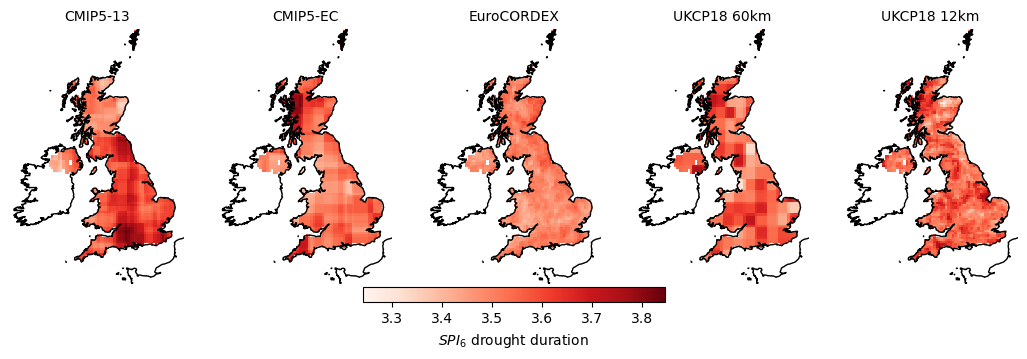 CMIP5-13 CMIP5-EC EuroCORDEX UKCP18 60km UKCP18 12km
3.3 3.4 3.5 3.6 3.7 3.8
SPI₆ drought duration